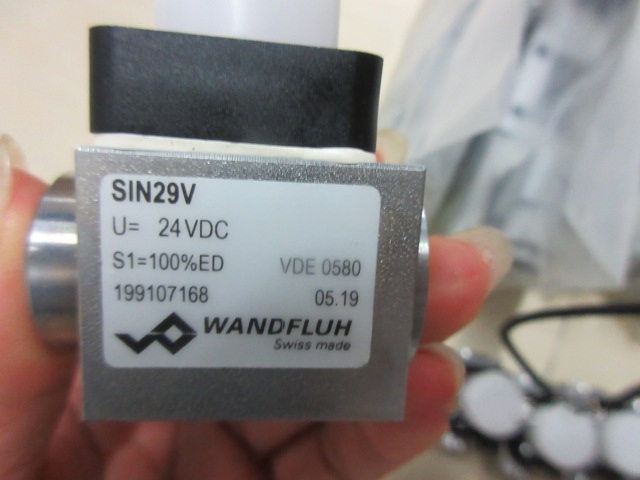 SIN29V
U= 24VDC
S1=100%ED VDE 0580
199107168 05.19
WANDFLUH
Swiss made